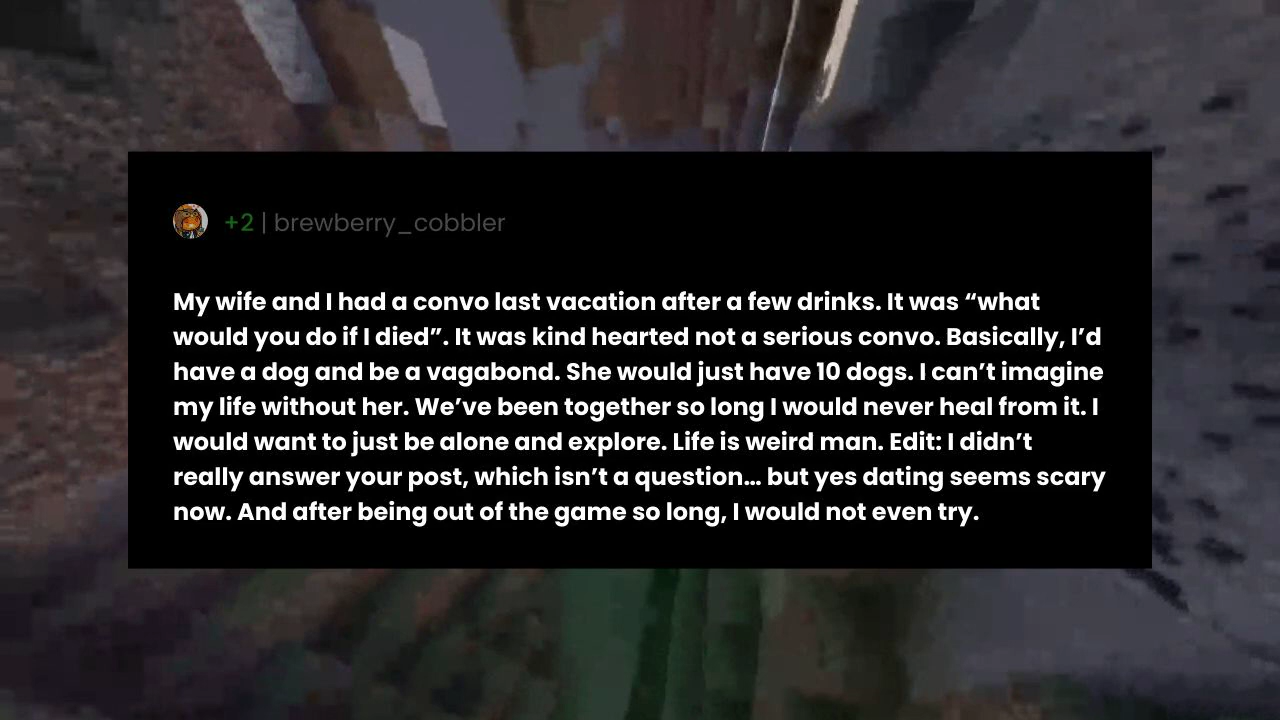 +2 | brewberry_cobbler
My wife and I had a convo last vacation after a few drinks. It was “what
would you do if I died”. It was kind hearted not a serious convo. Basically, I’d
have a dog and be a vagabond. She would just have 10 dogs. I can’t imagine
my life without her. We’ve been together so long I would never heal from it. I
would want to just be alone and explore. Life is weird man. Edit: I didn’t
really answer your post, which isn’t a question... but yes dating seems scary
now. And after being out of the game so long, I would not even try.